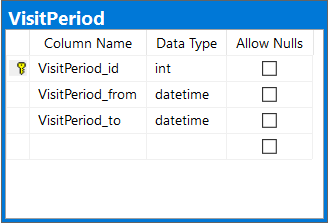 VisitPeriod
Column Name Data Type Allow Nulls
VisitPeriod_id int
VisitPeriod_from datetime
VisitPeriod_to datetime